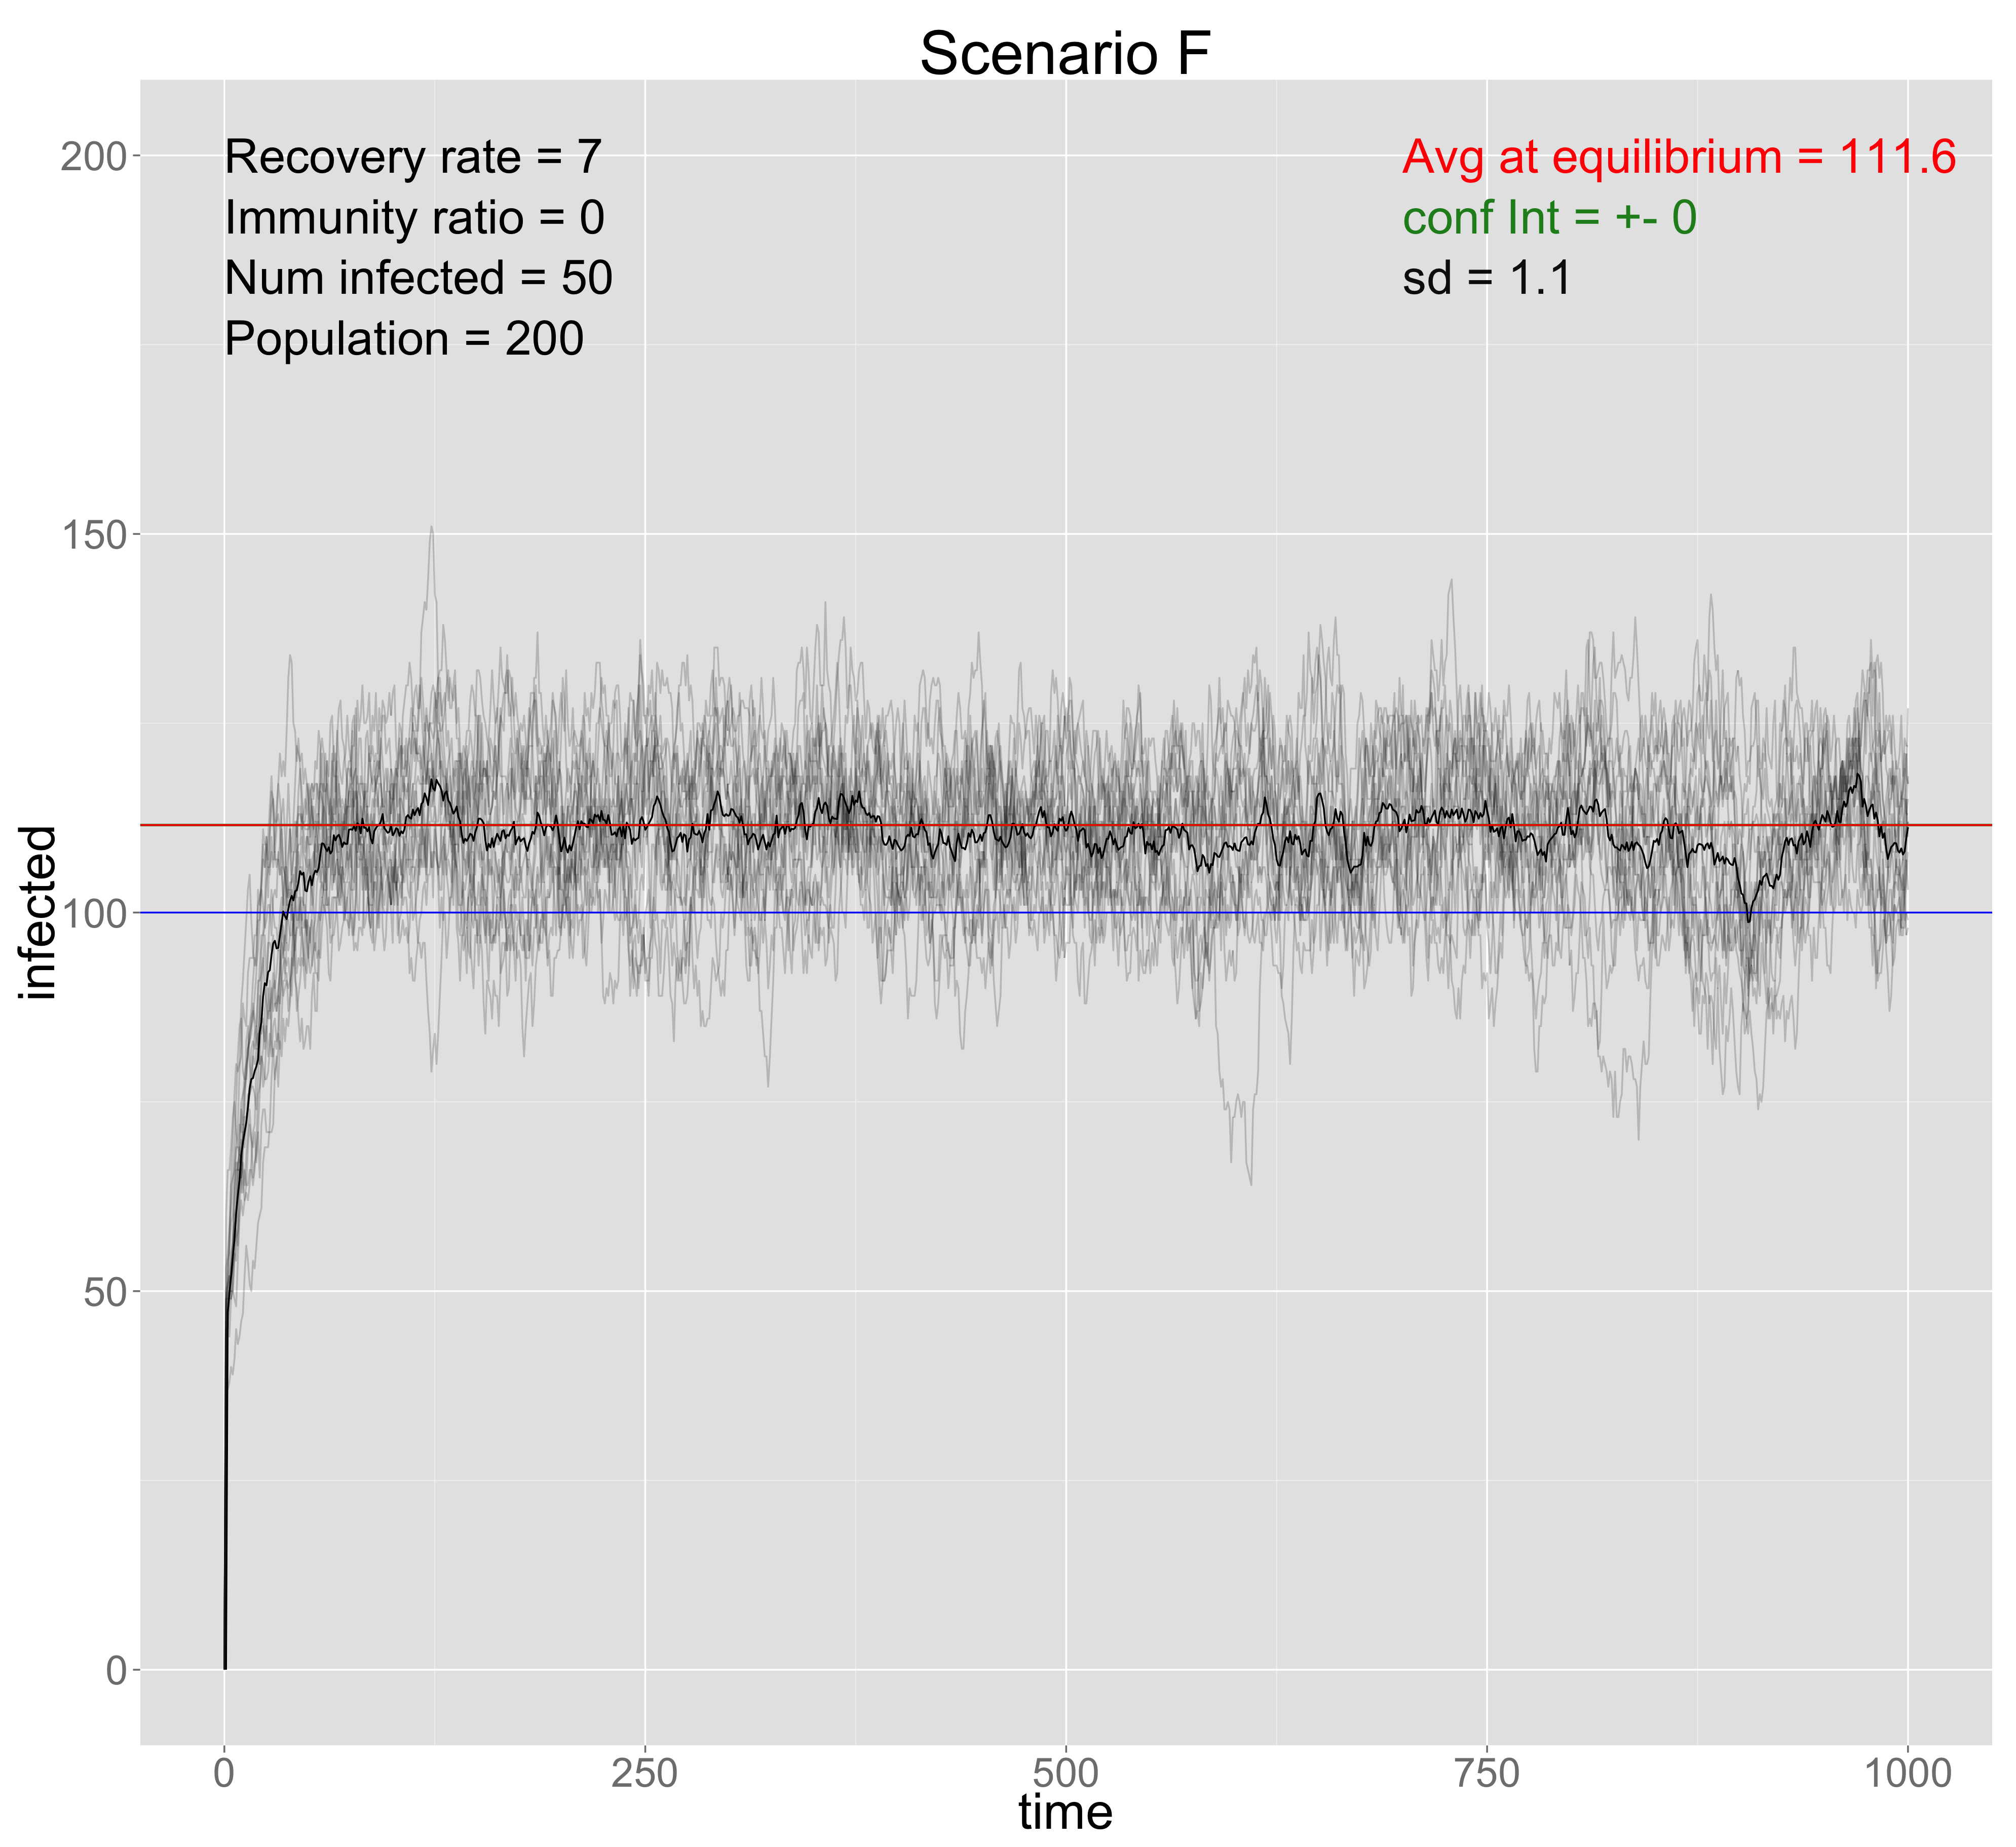 Scenario F
Recovery rate = 7
Immunity ratio = 0
Num infected = 50
Population = 200
Avg at equilibrium = 111.6
conf Int = +- 0
sd = 1.1
200
150
100
50
0
infected
0 250 500 750 1000
time